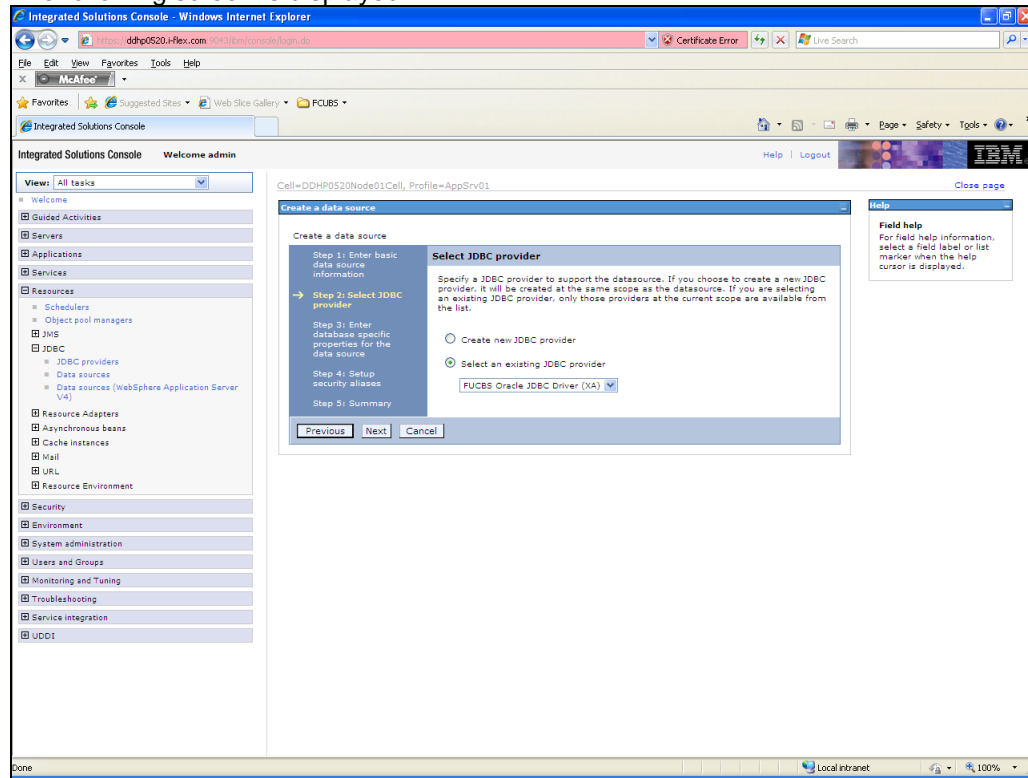 Integrated Solutions Console - Windows Internet Explorer
https://ddhp0520.i-flex.com:9043/ibm/console/login.do
Certificate Error
Live Search
File Edit View Favorites Tools Help
x McAfee
Favorites Suggested Sites Web Slice Gallery FCUBS
Integrated Solutions Console
Page Safety Tools
Integrated Solutions Console Welcome admin
Help | Logout
IBM.
View: All tasks
Welcome
Guided Activities
Servers
Applications
Services
Resources
Schedulers
Object pool managers
JMS
JDBC
JDBC providers
Data sources
Data sources (WebSphere Application Server
V4)
Resource Adapters
Asynchronous beans
Cache instances
Mail
URL
Resource Environment
Security
Environment
System administration
Users and Groups
Monitoring and Tuning
Troubleshooting
Service integration
UDDI
Cell=DDHP0520Node01Cell, Profile=AppSrv01
Close page
Create a data source
Create a data source
Step 1: Enter basic
data source
information
Step 2: Select JDBC
provider
Step 3: Enter
database specific
properties for the
data source
Step 4: Setup
security aliases
Step 5: Summary
Select JDBC provider
Specify a JDBC provider to support the datasource. If you choose to create a new JDBC
provider, it will be created at the same scope as the datasource. If you are selecting
an existing JDBC provider, only those providers at the current scope are available from
the list.
Create new JDBC provider
Select an existing JDBC provider
FUCBS Oracle JDBC Driver (XA)
Previous Next Cancel
Help
Field help
For field help information,
select a field label or list
marker when the help
cursor is displayed.
Done
Local intranet
100%